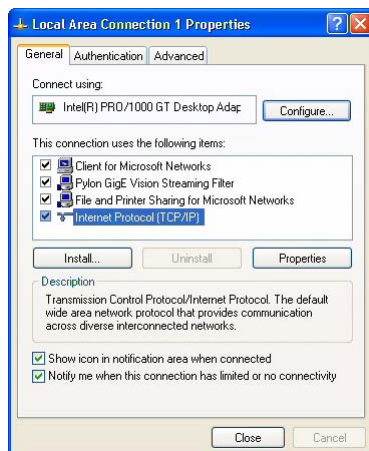 Local Area Connection 1 Properties
General Authentication Advanced
Connect using:
Intel(R) PRO/1000 GT Desktop Adap
Configure...
This connection uses the following items:
Client for Microsoft Networks
Pylon GigE Vision Streaming Filter
File and Printer Sharing for Microsoft Networks
Internet Protocol (TCP/IP)
Install... Uninstall Properties
Description
Transmission Control Protocol/Internet Protocol. The default
wide area network protocol that provides communication
across diverse interconnected networks.
Show icon in notification area when connected
Notify me when this connection has limited or no connectivity
Close Cancel